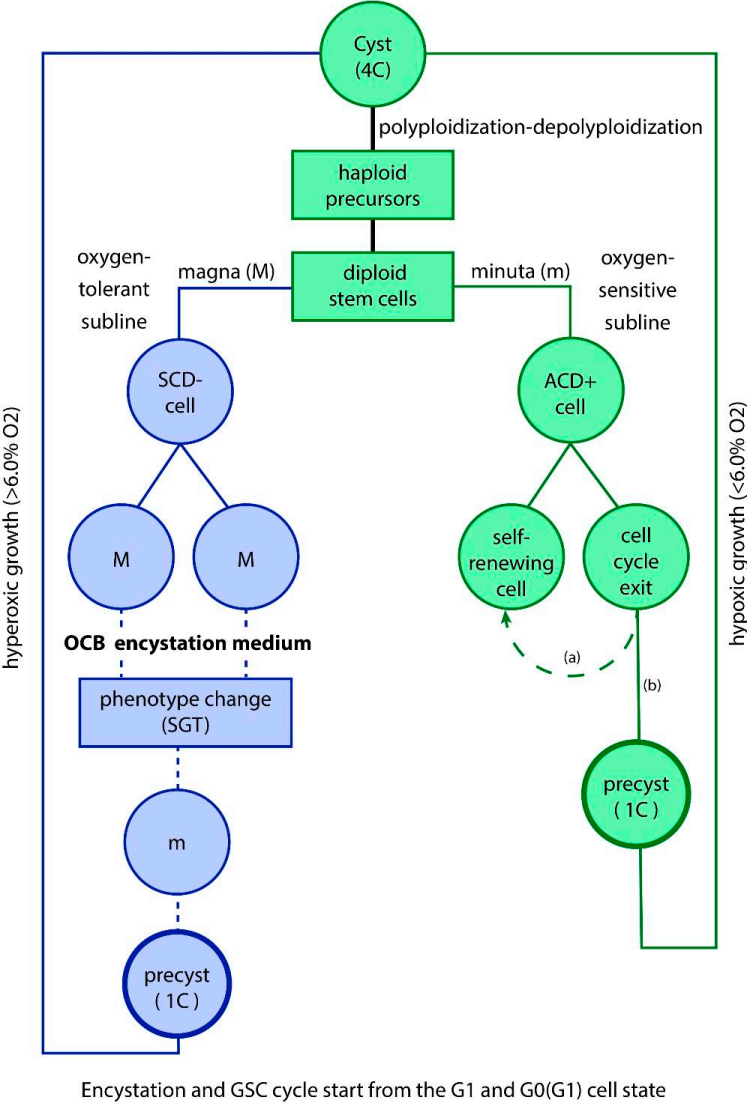 Cyst
(4C)
polyploidization-depolyploidization
haploid
precursors
oxygen-
tolerant
subline
magna (M)
diploid
stem cells
minuta (m)
oxygen-
sensitive
subline
SCD-
cell
ACD+
cell
hyperoxic growth (>6.0% O2)
hypoxic growth (<6.0% O2)
M
M
self-
renewing
cell
cell
cycle
exit
OCB encystation medium
(a)
(b)
phenotype change
(SGT)
precyst
( 1C )
m
precyst
( 1C )
Encystation and GSC cycle start from the G1 and G0(G1) cell state